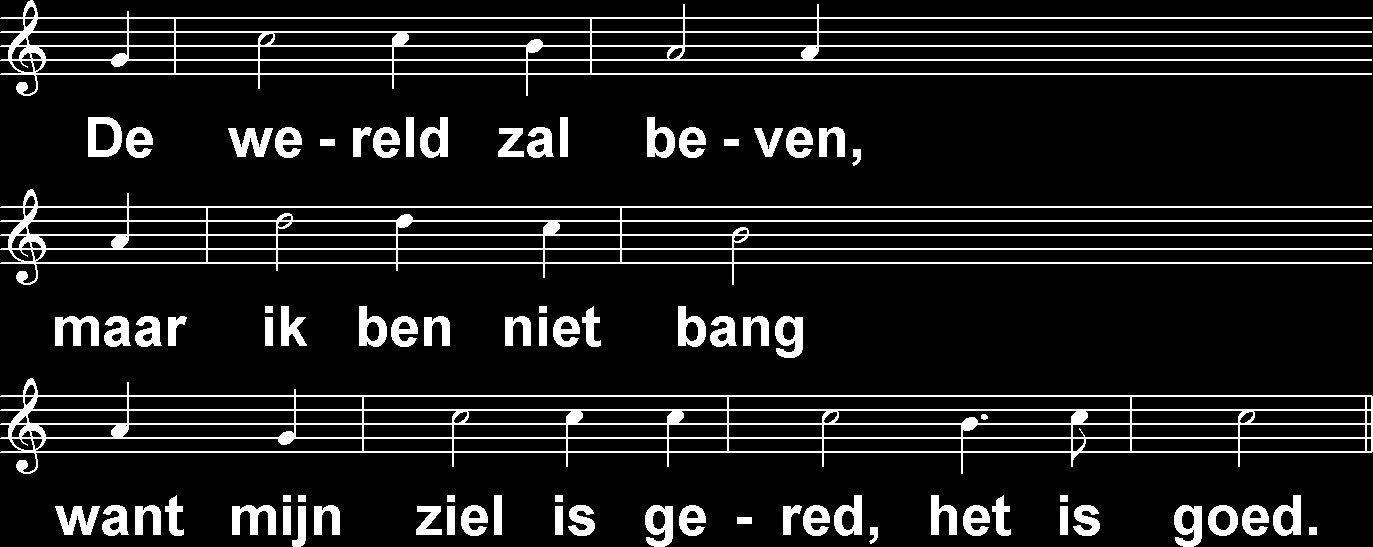 De we - reld zal be - ven,
maar ik ben niet bang
want mijn ziel is ge - red, het is goed.